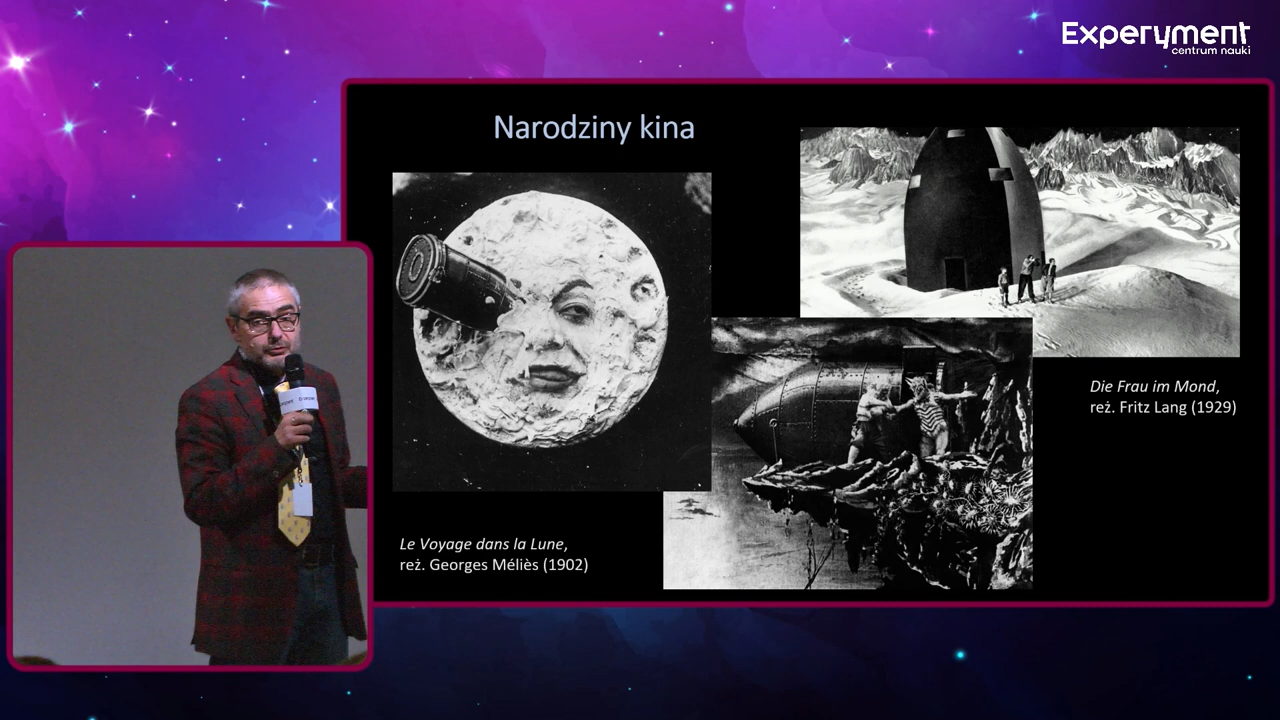 Experyment
centrum nauki
Narodziny kina
Die Frau im Mond,
reż. Fritz Lang (1929)
Le Voyage dans la Lune,
reż. Georges Méliès (1902)